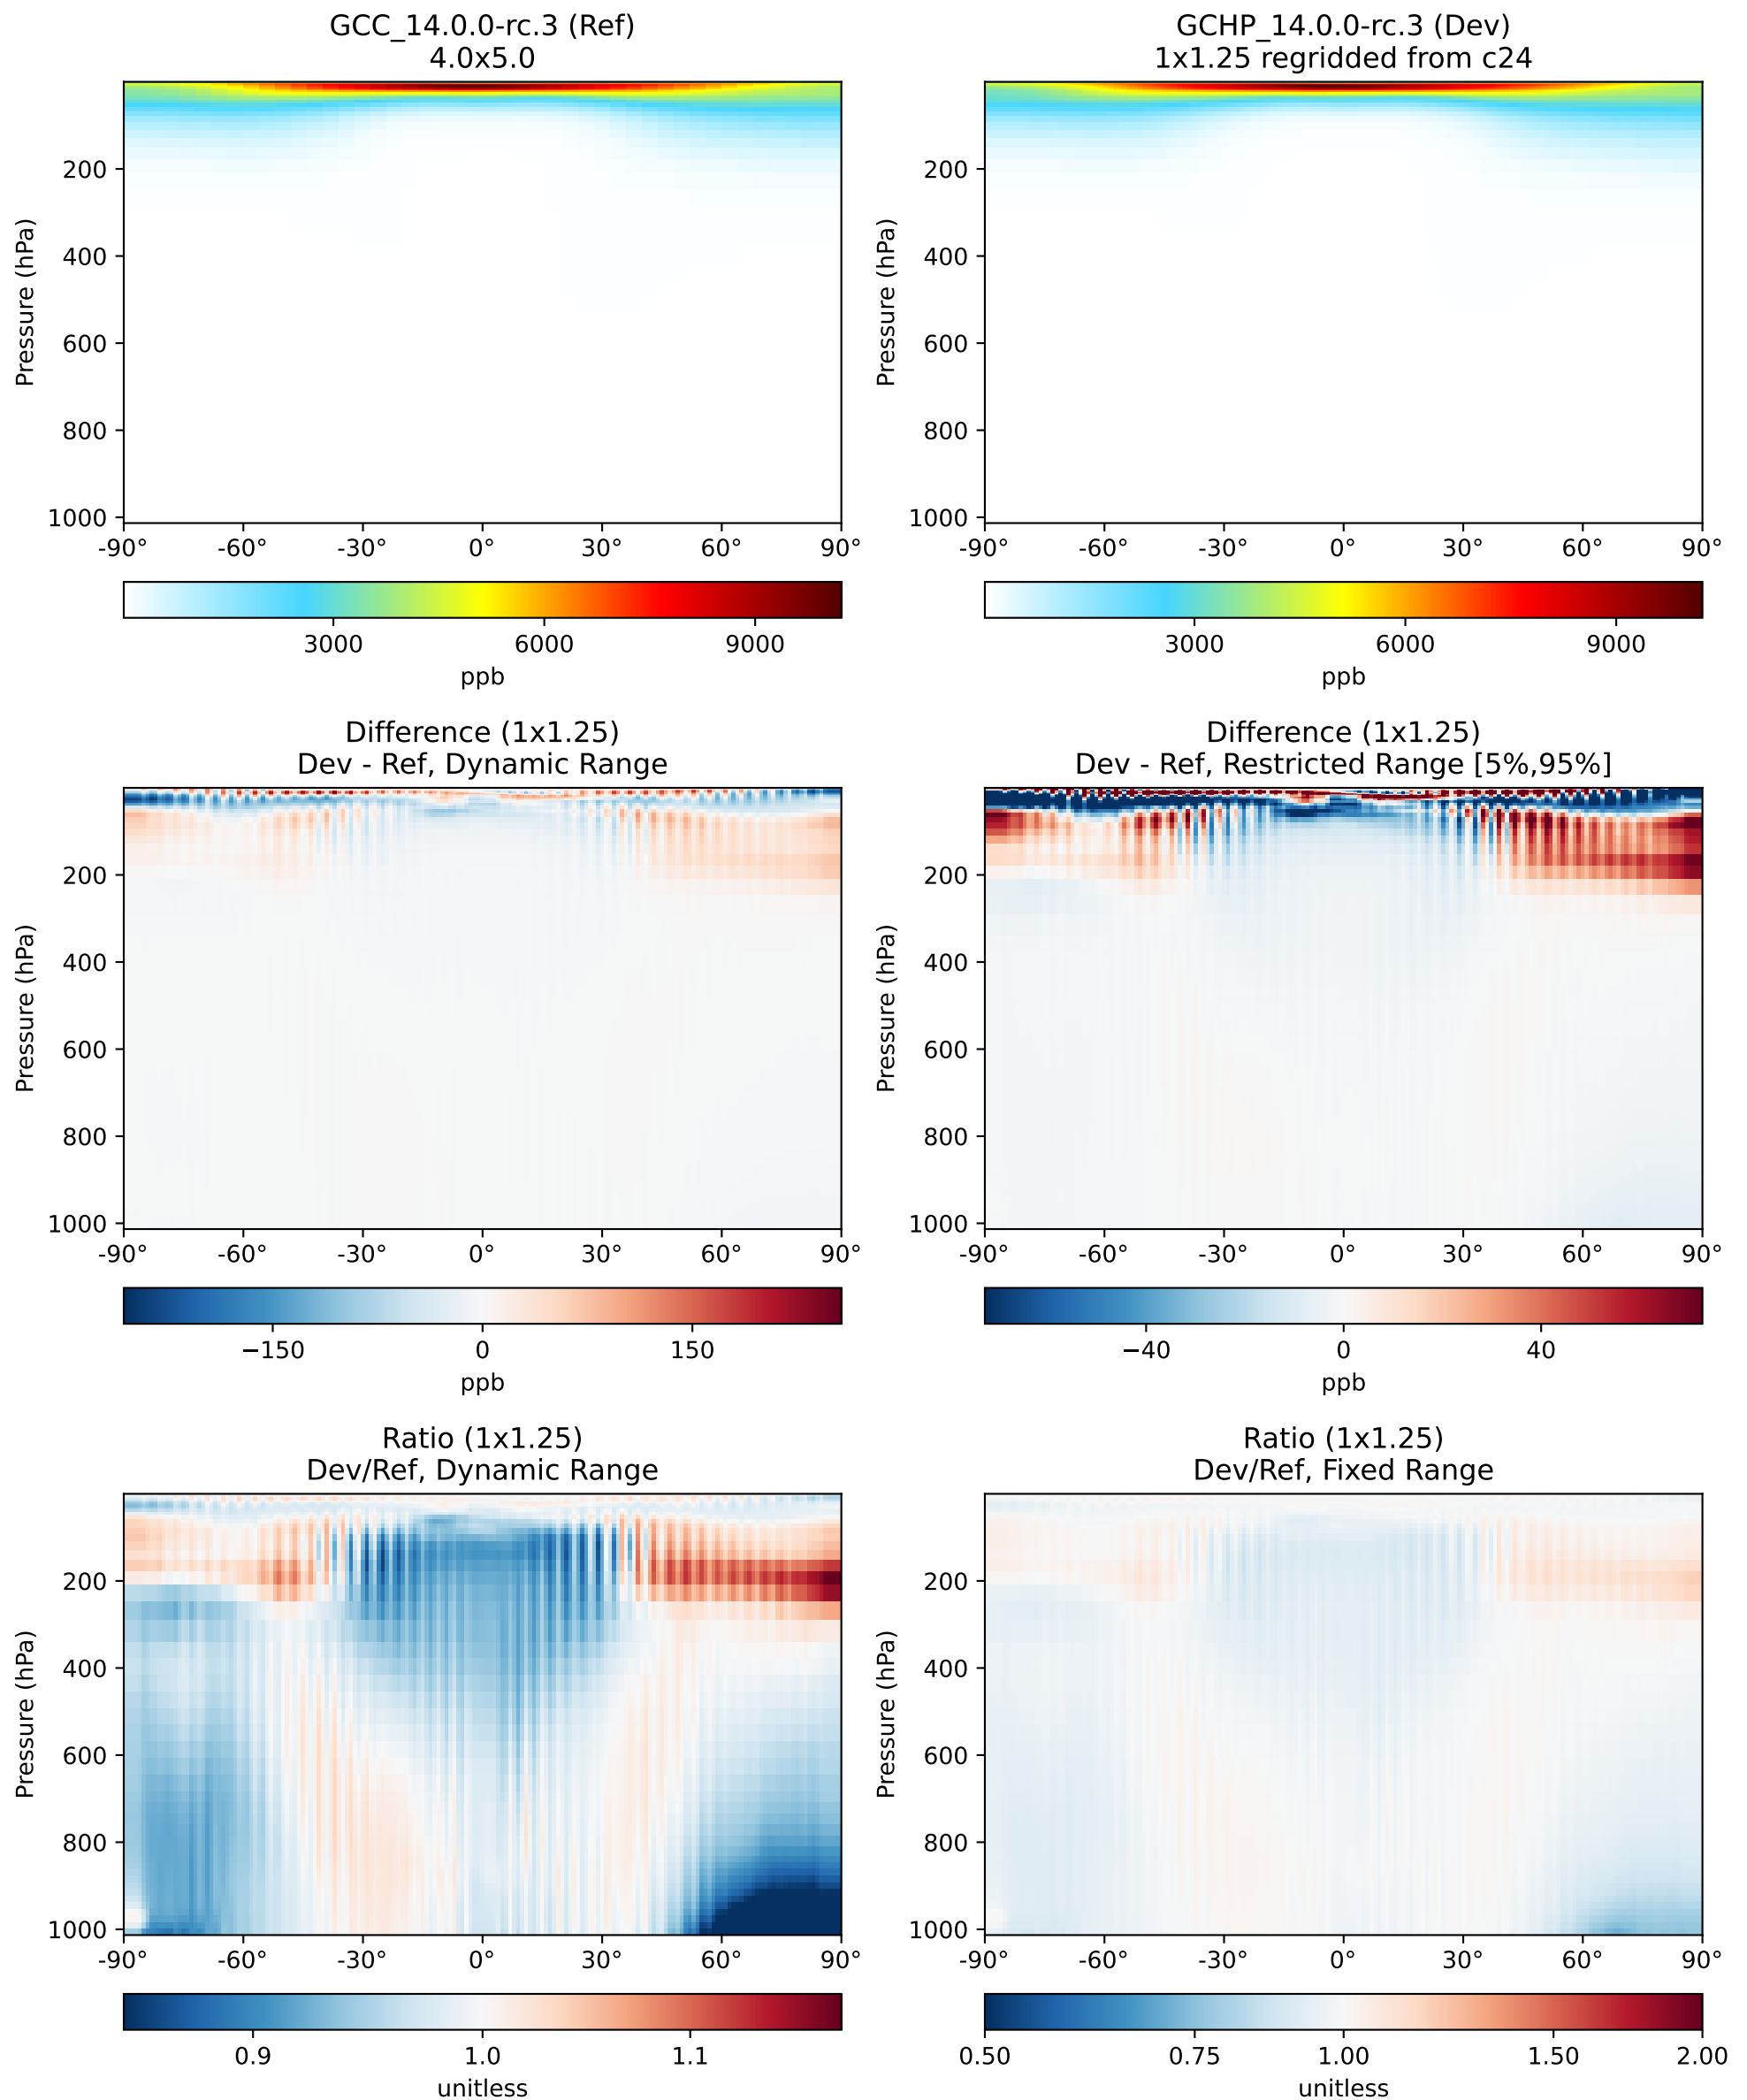 GCC_14.0.0-rc.3 (Ref)
4.0x5.0
Pressure (hPa)
200
400
600
800
1000
-90° -60° -30° 0° 30° 60° 90°
3000 6000 9000
ppb
GCHP_14.0.0-rc.3 (Dev)
1x1.25 regridded from c24
Pressure (hPa)
200
400
600
800
1000
-90° -60° -30° 0° 30° 60° 90°
3000 6000 9000
ppb
Difference (1x1.25)
Dev - Ref, Dynamic Range
Pressure (hPa)
200
400
600
800
1000
-90° -60° -30° 0° 30° 60° 90°
−150 0 150
ppb
Difference (1x1.25)
Dev - Ref, Restricted Range [5%,95%]
Pressure (hPa)
200
400
600
800
1000
-90° -60° -30° 0° 30° 60° 90°
−40 0 40
ppb
Ratio (1x1.25)
Dev/Ref, Dynamic Range
Pressure (hPa)
200
400
600
800
1000
-90° -60° -30° 0° 30° 60° 90°
0.9 1.0 1.1
unitless
Ratio (1x1.25)
Dev/Ref, Fixed Range
Pressure (hPa)
200
400
600
800
1000
-90° -60° -30° 0° 30° 60° 90°
0.50 0.75 1.00 1.50 2.00
unitless